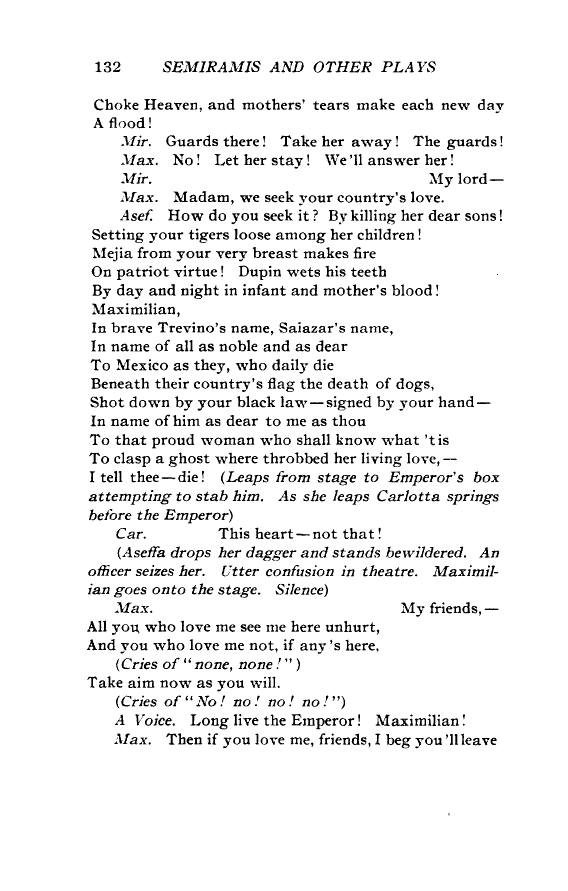 132 SEMIRAMIS AND OTHER PLAYS
Choke Heaven, and mothers' tears make each new day
A flood!
Mir. Guards there! Take her away! The guards!
Max. No! Let her stay! We'll answer her!
Mir. My lord—
Max. Madam, we seek your country's love.
Asef. How do you seek it? By killing her dear sons!
Setting your tigers loose among her children!
Mejia from your very breast makes fire
On patriot virtue! Dupin wets his teeth
By day and night in infant and mother's blood!
Maximilian,
In brave Trevino's name, Saiazar's name,
In name of all as noble and as dear
To Mexico as they, who daily die
Beneath their country's flag the death of dogs,
Shot down by your black law—signed by your hand—
In name of him as dear to me as thou
To that proud woman who shall know what 'tis
To clasp a ghost where throbbed her living love,—
I tell thee—die! (Leaps from stage to Emperor's box
attempting to stab him. As she leaps Carlotta springs
before the Emperor)
Car. This heart—not that!
(Aseffa drops her dagger and stands bewildered. An
officer seizes her. Utter confusion in theatre. Maximil-
ian goes onto the stage. Silence)
Max. My friends,—
All you who love me see me here unhurt,
And you who love me not, if any's here,
(Cries of "none, none!")
Take aim now as you will.
(Cries of "No! no! no! no!")
A Voice. Long live the Emperor! Maximilian!
Max. Then if you love me, friends, I beg you'll leave